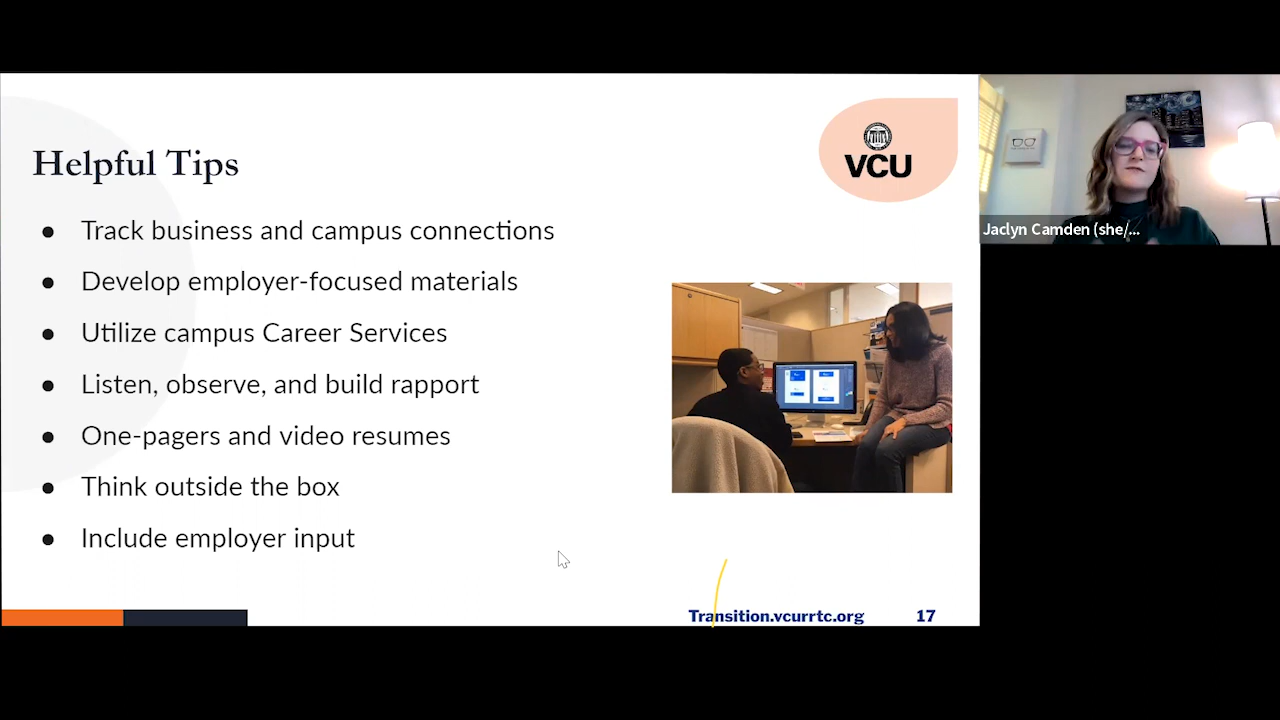 Helpful Tips
VCU
Track business and campus connections
Develop employer-focused materials
Utilize campus Career Services
Listen, observe, and build rapport
One-pagers and video resumes
Think outside the box
Include employer input
Transition.vcurrtc.org
17
Jaclyn Camden (she/...